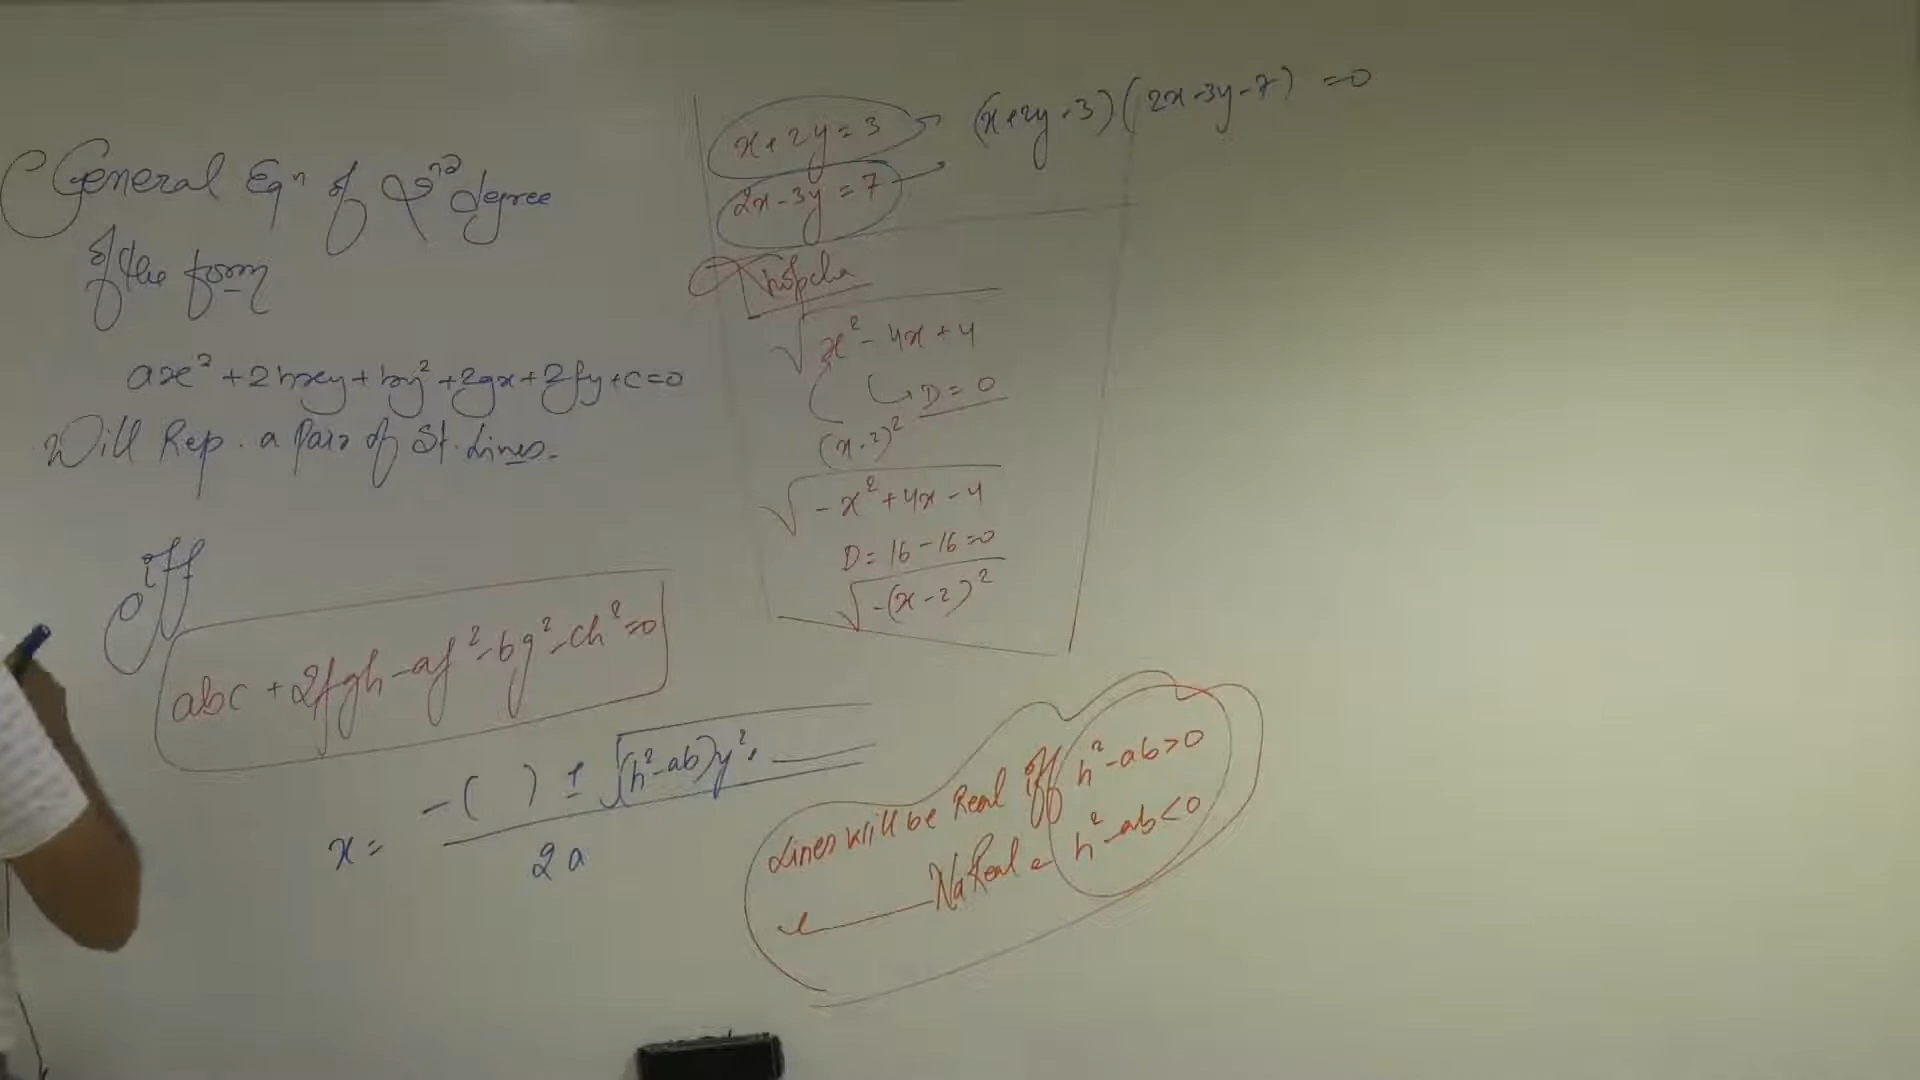 General Eqⁿ of 2ⁿᵈ degree
of the form
ax² + 2hxy + by² + 2gx + 2fy + c = 0
Will Rep. a Pair of St. Lines.
iff
abc + 2fgh - af² - bg² - ch² = 0
x = -( ) ± √(h²-ab)y² + ——— / 2a
x + 2y = 3 → (x+2y-3)(2x-3y-7) = 0
2x - 3y = 7 →
√x² - 4x + 4
↳ D = 0
(x-2)²
√-x² + 4x - 4
D = 16 - 16 = 0
√-(x-2)²
Lines will be Real iff h² - ab > 0
Real h² - ab < 0